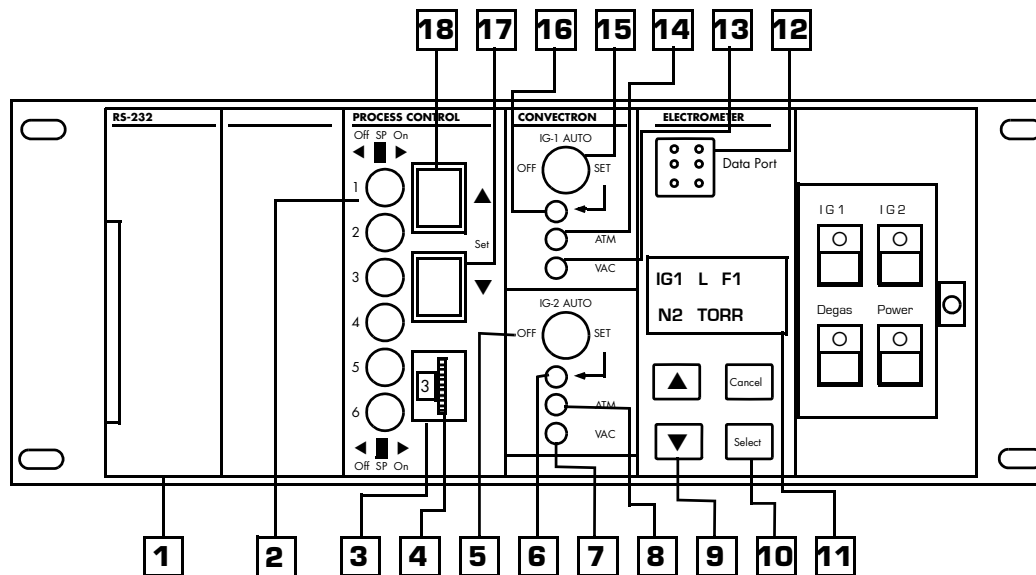 18 17 16 15 14 13 12
RS-232
PROCESS CONTROL
Off SP On
1
2
3
4
5
6
Off SP On
Set
3
CONVECTRON
IG-1 AUTO
OFF SET
ATM
VAC
IG-2 AUTO
OFF SET
ATM
VAC
ELECTROMETER
Data Port
IG1 L F1
N2 TORR
Cancel
Select
IG1 IG2
Degas Power
1 2 3 4 5 6 7 8 9 10 11